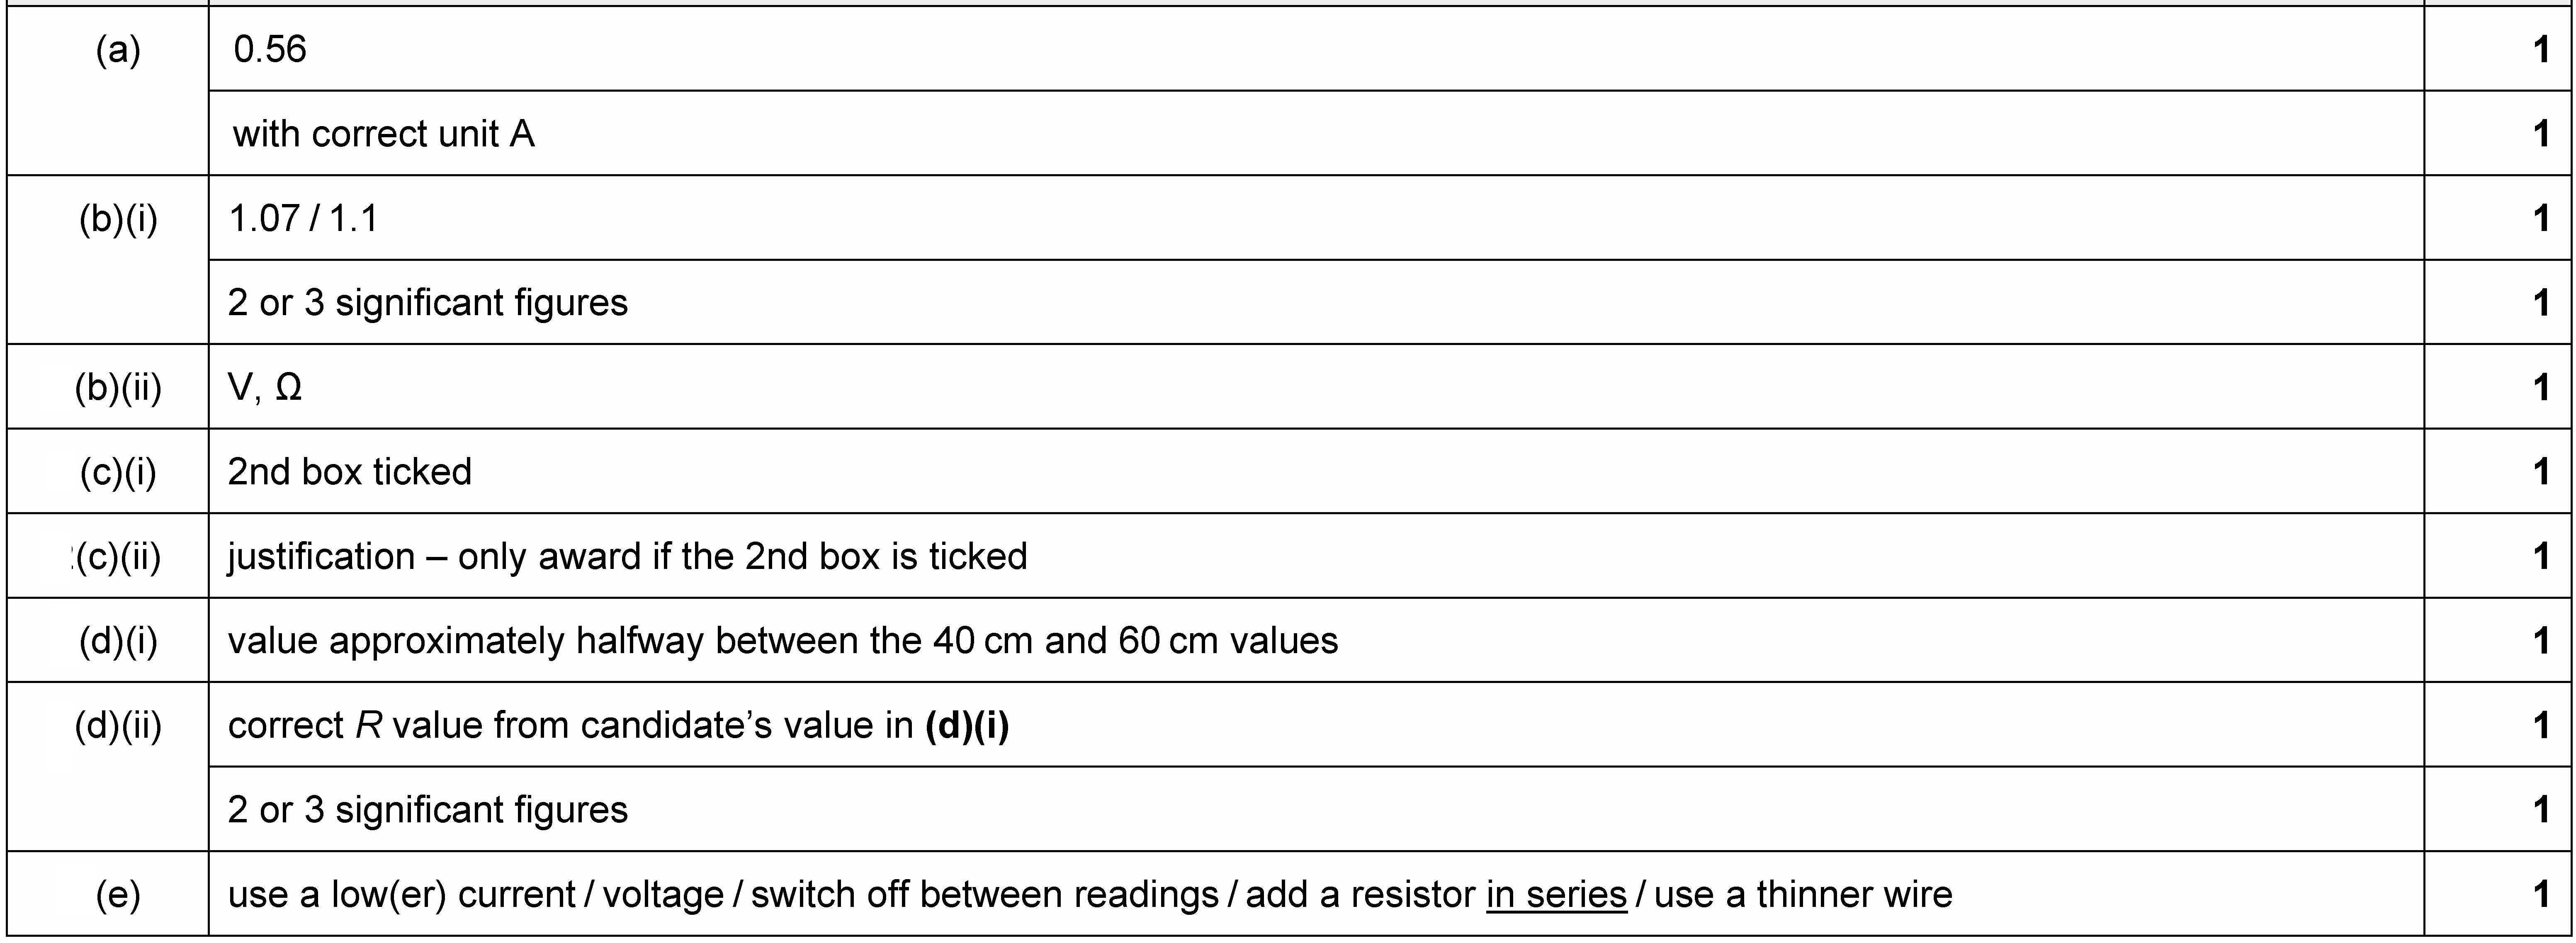 (a) 0.56 1
with correct unit A 1
(b)(i) 1.07 / 1.1 1
2 or 3 significant figures 1
(b)(ii) V, Ω 1
(c)(i) 2nd box ticked 1
(c)(ii) justification – only award if the 2nd box is ticked 1
(d)(i) value approximately halfway between the 40 cm and 60 cm values 1
(d)(ii) correct R value from candidate’s value in (d)(i) 1
2 or 3 significant figures 1
(e) use a low(er) current / voltage / switch off between readings / add a resistor in series / use a thinner wire 1